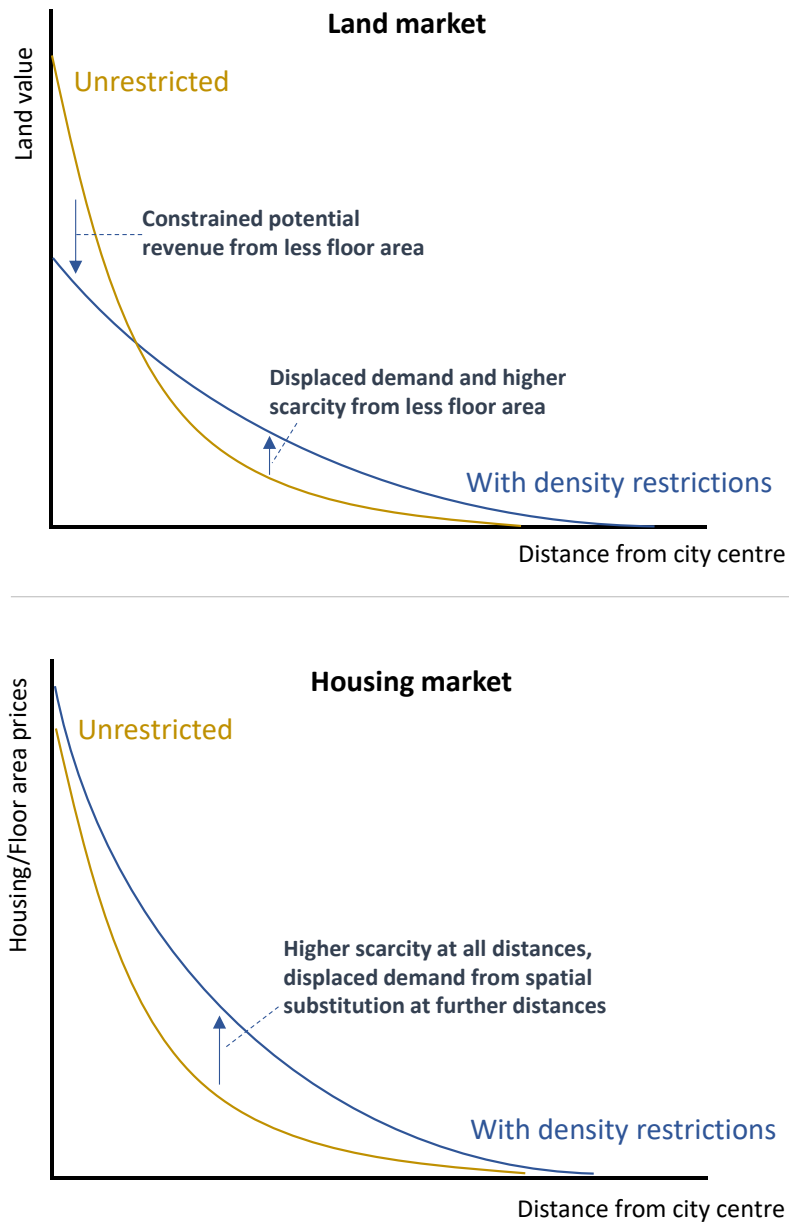 Land market
Land value
Unrestricted
Constrained potential
revenue from less floor area
Displaced demand and higher
scarcity from less floor area
With density restrictions
Distance from city centre
Housing market
Housing/Floor area prices
Unrestricted
Higher scarcity at all distances,
displaced demand from spatial
substitution at further distances
With density restrictions
Distance from city centre